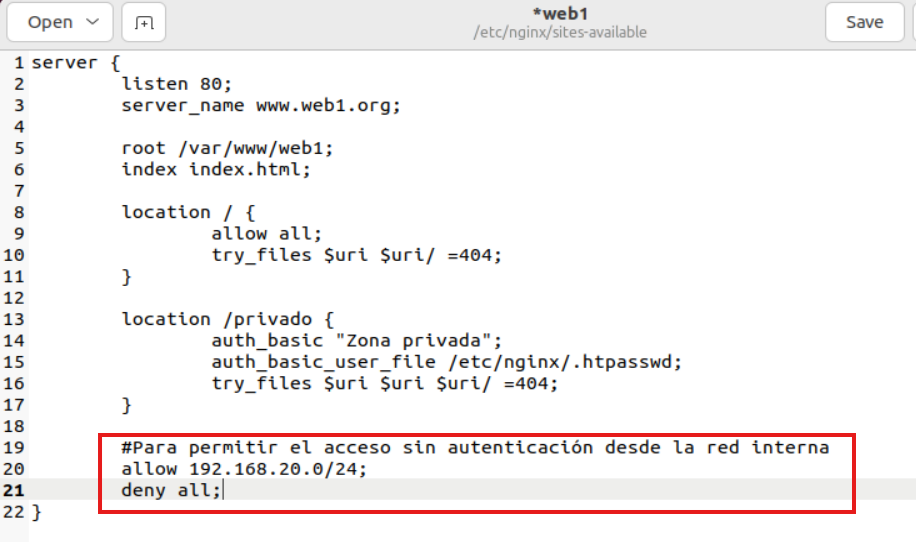 Open
*web1
/etc/nginx/sites-available
Save
1 server {
2         listen 80;
3         server_name www.web1.org;
4
5         root /var/www/web1;
6         index index.html;
7
8         location / {
9                 allow all;
10                 try_files $uri $uri/ =404;
11         }
12
13         location /privado {
14                 auth_basic "Zona privada";
15                 auth_basic_user_file /etc/nginx/.htpasswd;
16                 try_files $uri $uri $uri/ =404;
17         }
18
19         #Para permitir el acceso sin autenticación desde la red interna
20         allow 192.168.20.0/24;
21         deny all;
22 }